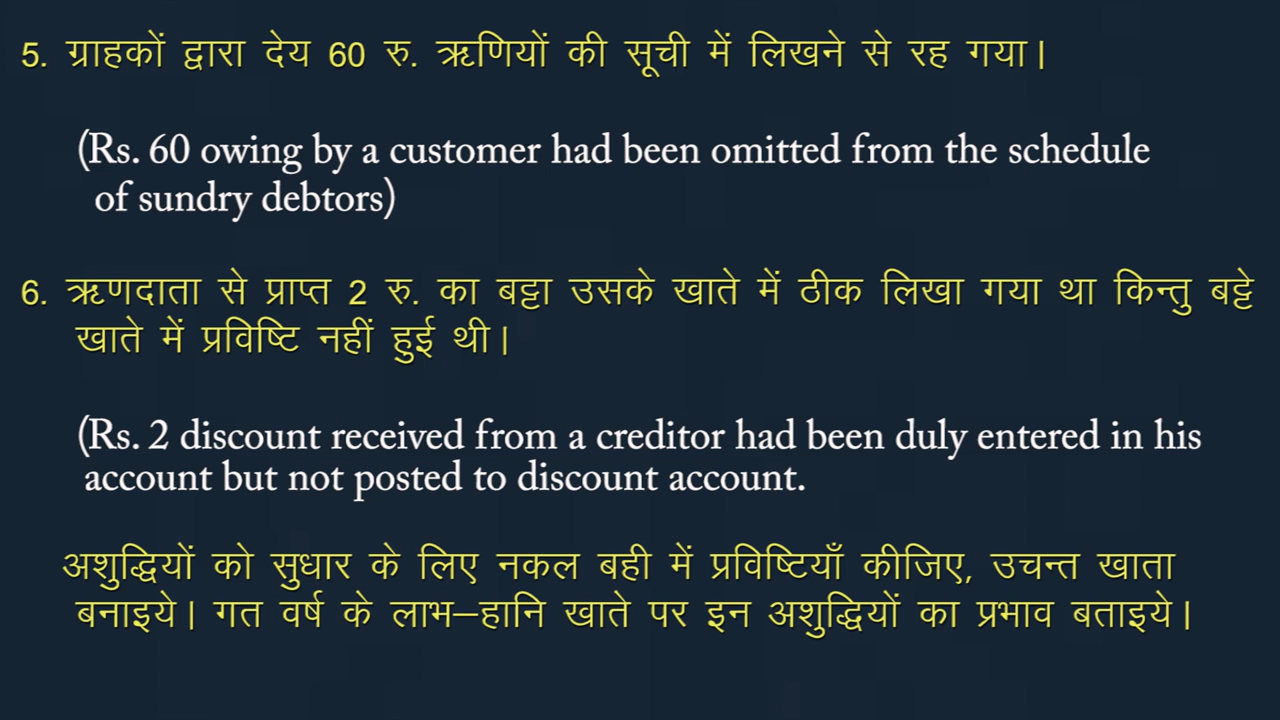 5. ग्राहकों द्वारा देय 60 रु. ऋणियों की सूची में लिखने से रह गया।
(Rs. 60 owing by a customer had been omitted from the schedule
of sundry debtors)
6. ऋणदाता से प्राप्त 2 रु. का बट्टा उसके खाते में ठीक लिखा गया था किन्तु बट्टे
खाते में प्रविष्टि नहीं हुई थी।
(Rs. 2 discount received from a creditor had been duly entered in his
account but not posted to discount account.
अशुद्धियों को सुधार के लिए नकल बही में प्रविष्टियाँ कीजिए, उचन्त खाता
बनाइये। गत वर्ष के लाभ–हानि खाते पर इन अशुद्धियों का प्रभाव बताइये।